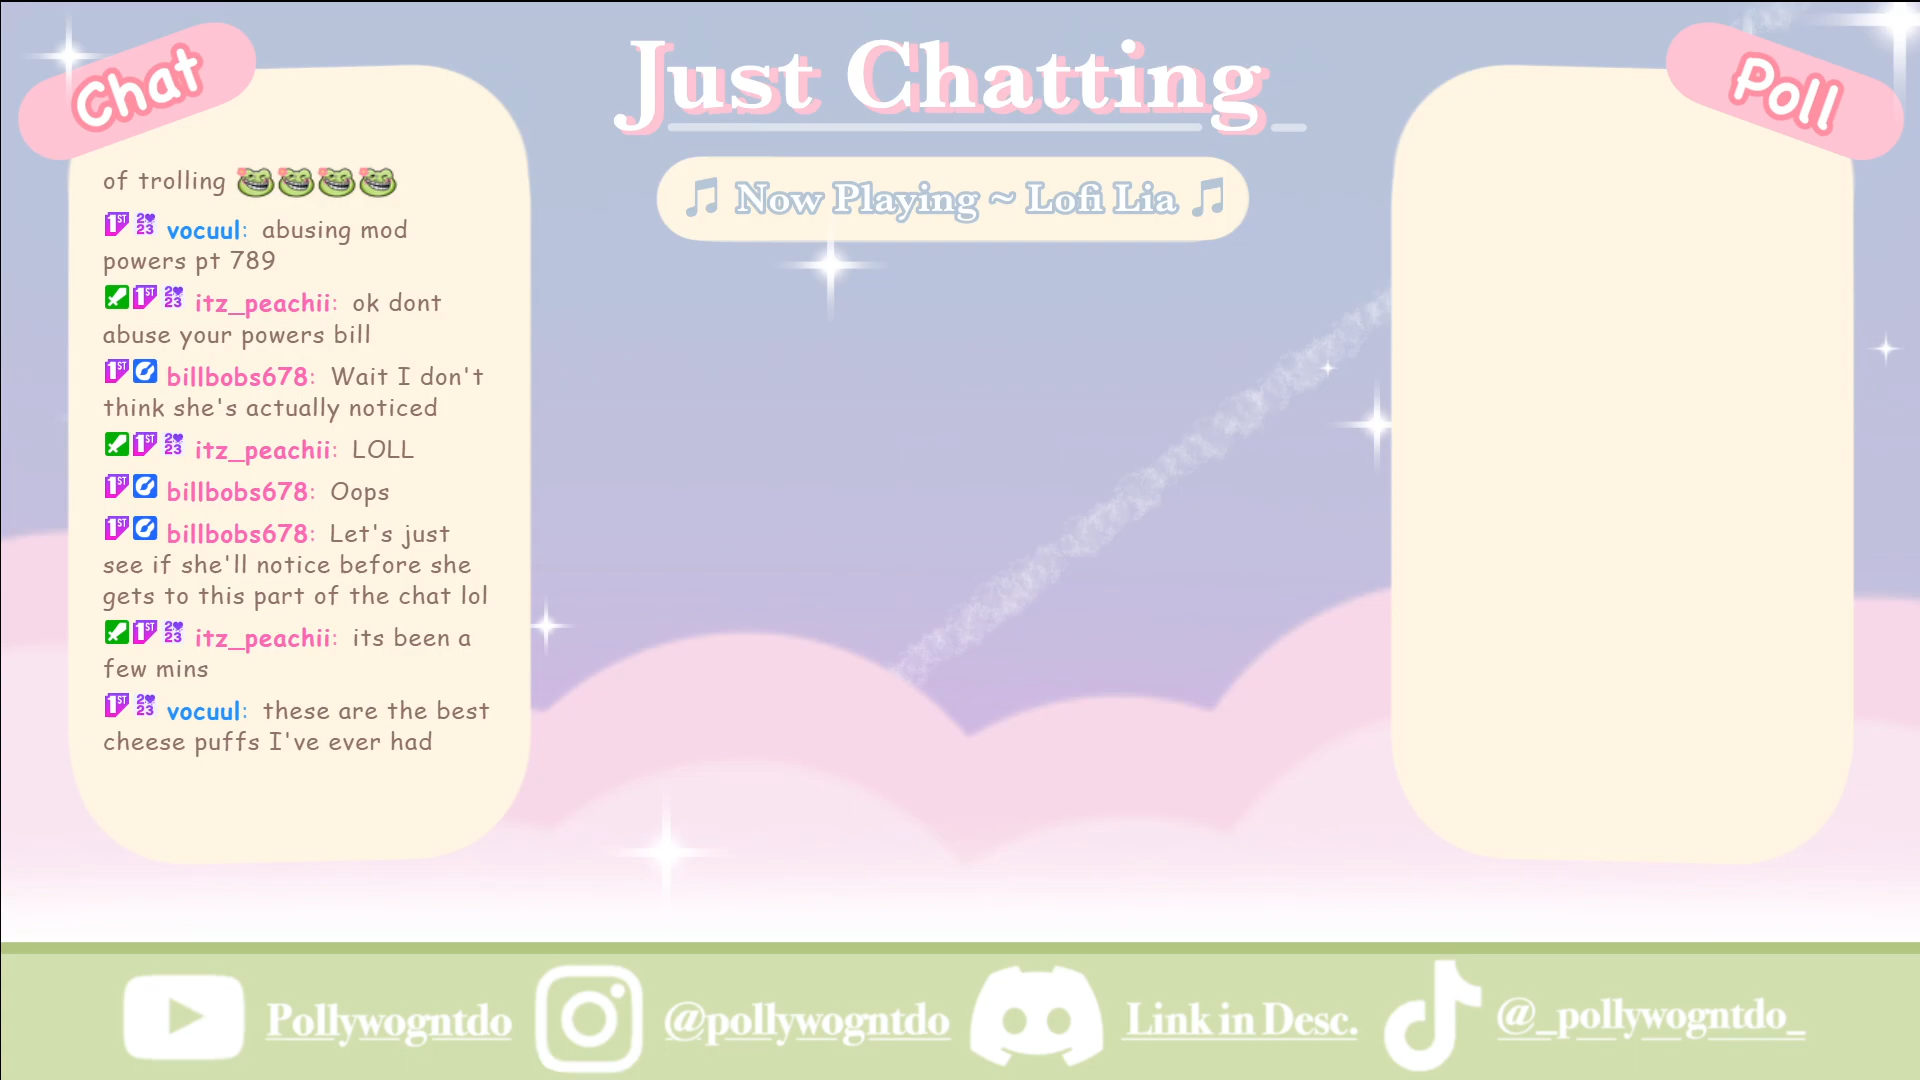 Chat
Just Chatting_
Poll
♫ Now Playing ~ Lofi Lia ♫
of trolling
vocuul: abusing mod
powers pt 789
itz_peachii: ok dont
abuse your powers bill
billbobs678: Wait I don't
think she's actually noticed
itz_peachii: LOLL
billbobs678: Oops
billbobs678: Let's just
see if she'll notice before she
gets to this part of the chat lol
itz_peachii: its been a
few mins
vocuul: these are the best
cheese puffs I've ever had
Pollywogntdo
@pollywogntdo
Link in Desc.
@_pollywogntdo_